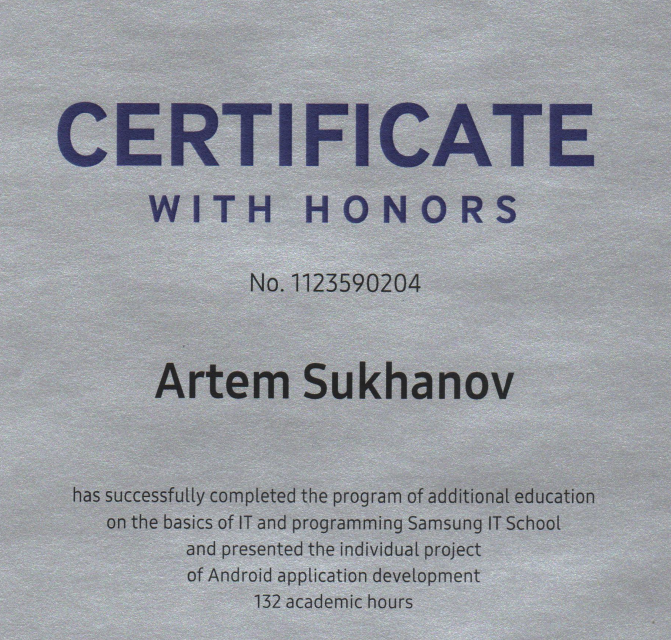 CERTIFICATE
WITH HONORS
No. 1123590204
Artem Sukhanov
has successfully completed the program of additional education
on the basics of IT and programming Samsung IT School
and presented the individual project
of Android application development
132 academic hours